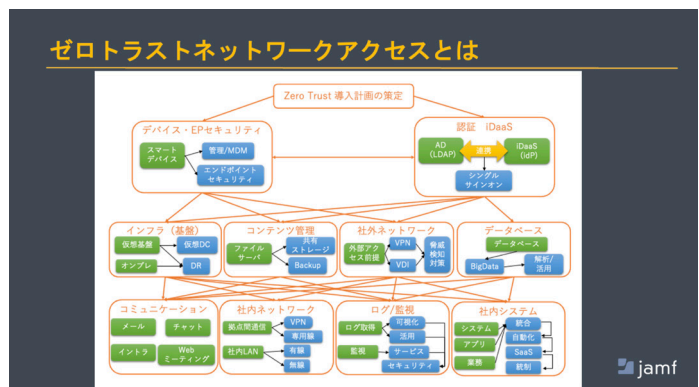 ゼロトラストネットワークアクセスとは
Zero Trust 導入計画の策定
デバイス・EPセキュリティ
スマート
デバイス
管理/MDM
エンドポイント
セキュリティ
認証 iDaaS
AD
(LDAP)
連携
iDaaS
(idP)
シングル
サインオン
インフラ(基盤)
仮想基盤
仮想DC
オンプレ
DR
コンテンツ管理
ファイル
サーバ
共有
ストレージ
Backup
社外ネットワーク
外部アク
セス前提
VPN
VDI
脅威
検知
対策
データベース
データベース
BigData
解析/
活用
コミュニケーション
メール
チャット
イントラ
Web
ミーティング
社内ネットワーク
拠点間通信
VPN
専用線
社内LAN
有線
無線
ログ/監視
ログ取得
可視化
活用
監視
サービス
セキュリティ
社内システム
システム
アプリ
業務
統合
自動化
SaaS
統制
jamf